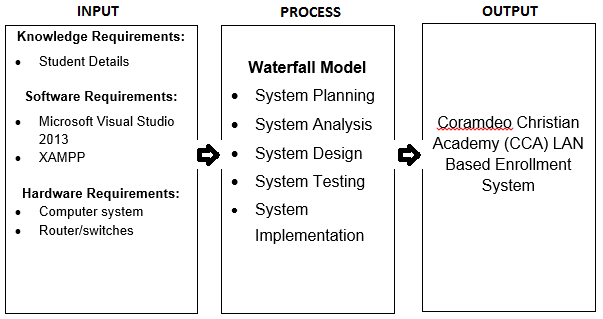 INPUT
Knowledge Requirements:
• Student Details
Software Requirements:
• Microsoft Visual Studio
2013
• XAMPP
Hardware Requirements:
• Computer system
• Router/switches
PROCESS
Waterfall Model
• System Planning
• System Analysis
• System Design
• System Testing
• System
Implementation
OUTPUT
Coramdeo Christian
Academy (CCA) LAN
Based Enrollment
System